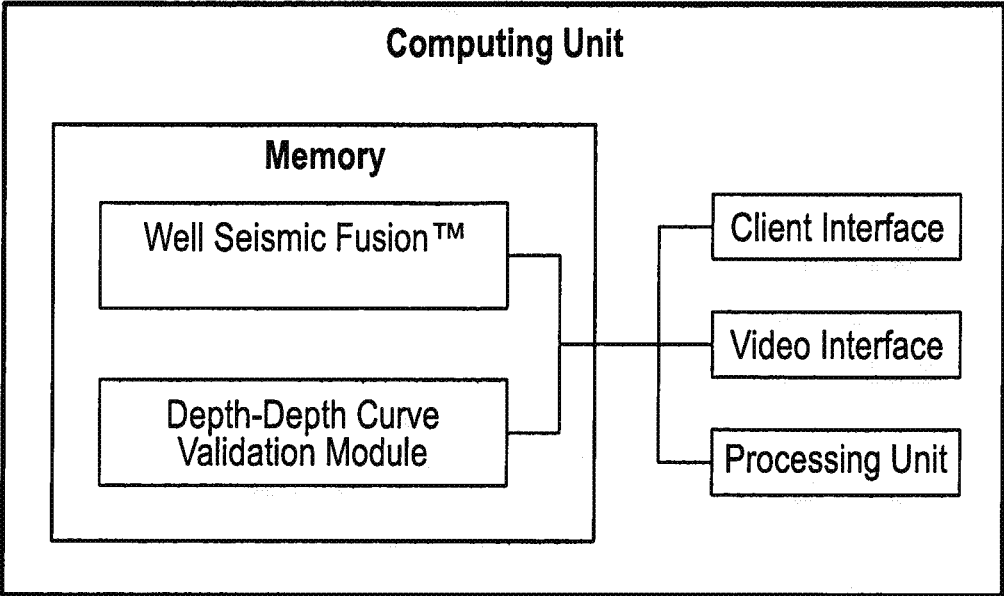 Computing Unit
Memory
Well Seismic Fusion™
Depth-Depth Curve
Validation Module
Client Interface
Video Interface
Processing Unit